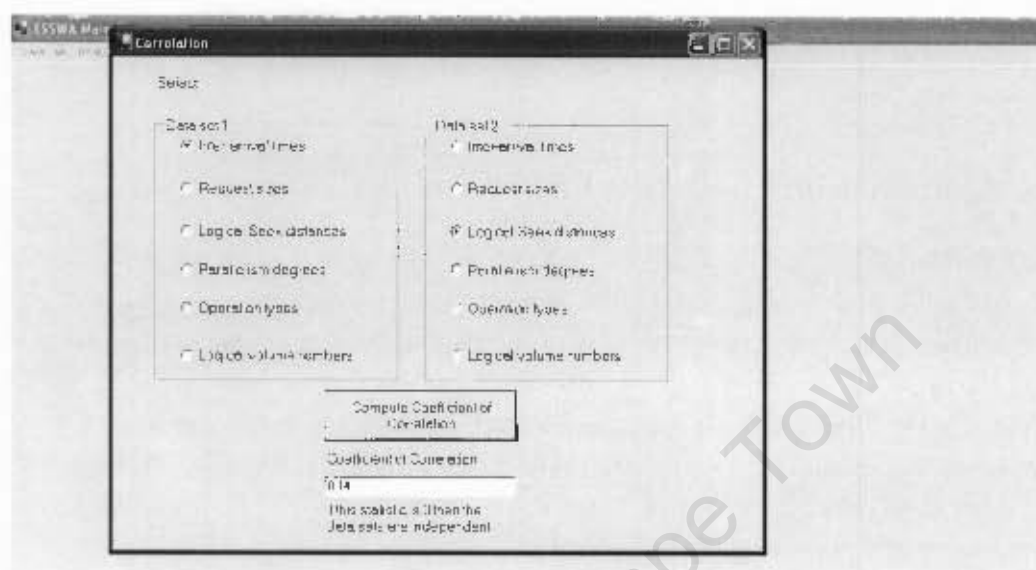 ESSWA Main
Correlation
Select
Data set 1
Data set 2
Inter-arrival times
Inter-arrival times
Request sizes
Request sizes
Logical Seek distances
Logical Seek distances
Parallelism degrees
Parallelism degrees
Operation types
Operation types
Logical volume numbers
Logical volume numbers
Compute Coefficient of
Correlation
Coefficient of Correlation
0.14
This statistic is 0 then the
data sets are independent
pe Town